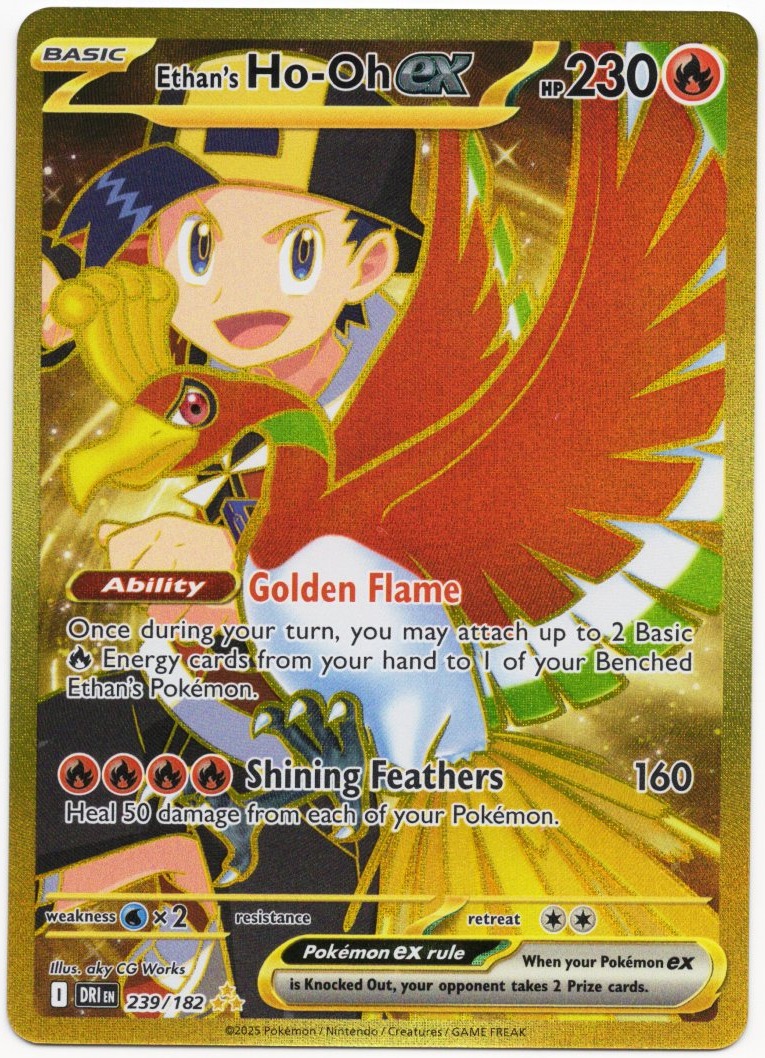 BASIC
Ethan's Ho-Oh ex HP 230
Ability Golden Flame
Once during your turn, you may attach up to 2 Basic
Energy cards from your hand to 1 of your Benched
Ethan's Pokémon.
Shining Feathers 160
Heal 50 damage from each of your Pokémon.
weakness ×2 resistance retreat
Pokémon ex rule When your Pokémon ex
is Knocked Out, your opponent takes 2 Prize cards.
Illus. aky CG Works
I DRI EN 239/182
©2025 Pokémon / Nintendo / Creatures / GAME FREAK